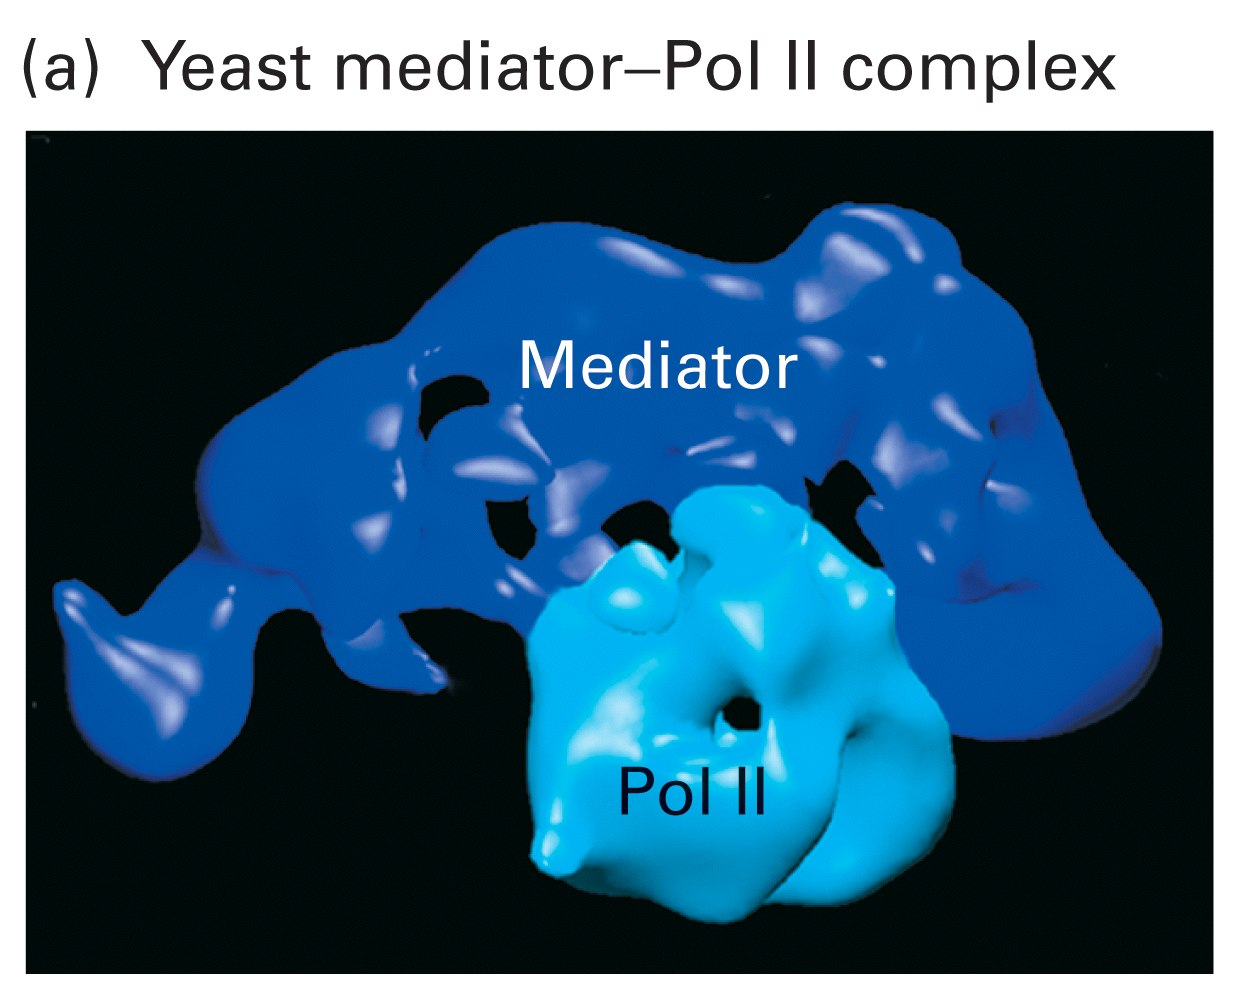 (a) Yeast mediator–Pol II complex
Mediator
Pol II